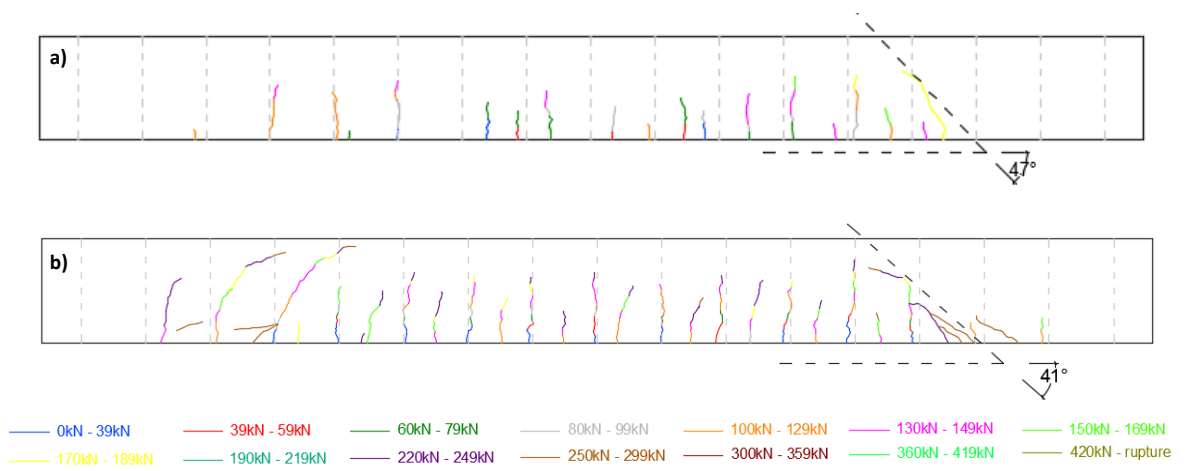 a)
47°
b)
41°
0kN - 39kN 39kN - 59kN 60kN - 79kN 80kN - 99kN 100kN - 129kN 130kN - 149kN 150kN - 169kN
170kN - 189kN 190kN - 219kN 220kN - 249kN 250kN - 299kN 300kN - 359kN 360kN - 419kN 420kN - rupture